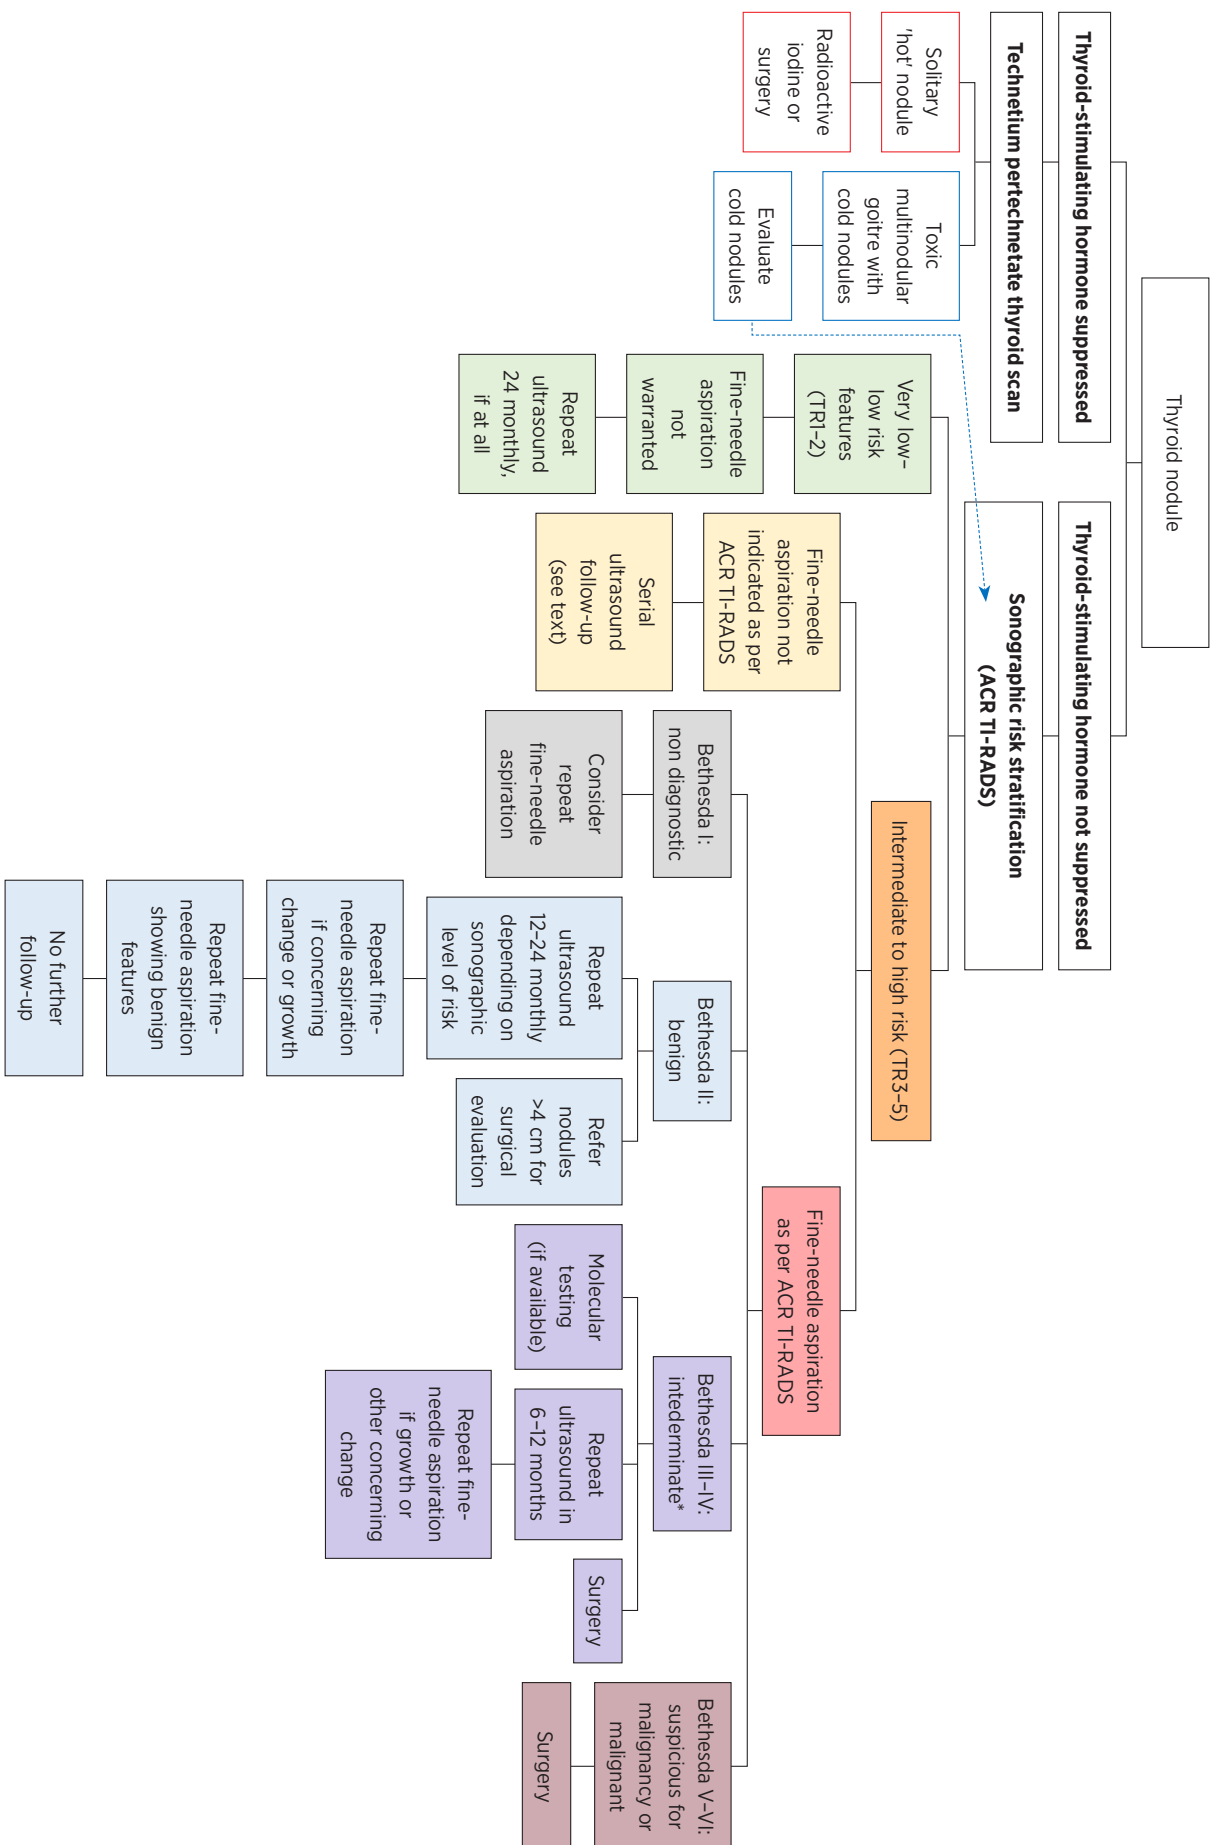 Thyroid nodule
Thyroid-stimulating hormone suppressed
Thyroid-stimulating hormone not suppressed
Technetium pertechnetate thyroid scan
Sonographic risk stratification
(ACR TI-RADS)
Solitary
'hot' nodule
Radioactive
iodine or
surgery
Toxic
multinodular
goitre with
cold nodules
Evaluate
cold nodules
Very low–
low risk
features
(TR1–2)
Fine-needle
aspiration
not
warranted
Repeat
ultrasound
24 monthly,
if at all
Intermediate to high risk (TR3–5)
Fine-needle
aspiration not
indicated as per
ACR TI-RADS
Serial
ultrasound
follow-up
(see text)
Fine-needle aspiration
as per ACR TI-RADS
Bethesda I:
non diagnostic
Consider
repeat
fine-needle
aspiration
Bethesda II:
benign
Repeat
ultrasound
12–24 monthly
depending on
sonographic
level of risk
Repeat fine-
needle aspiration
if concerning
change or growth
Repeat fine-
needle aspiration
showing benign
features
No further
follow-up
Refer
nodules
>4 cm for
surgical
evaluation
Bethesda III–IV:
intederminate*
Molecular
testing
(if available)
Repeat
ultrasound in
6–12 months
Repeat fine-
needle aspiration
if growth or
other concerning
change
Surgery
Bethesda V–VI:
suspicious for
malignancy or
malignant
Surgery